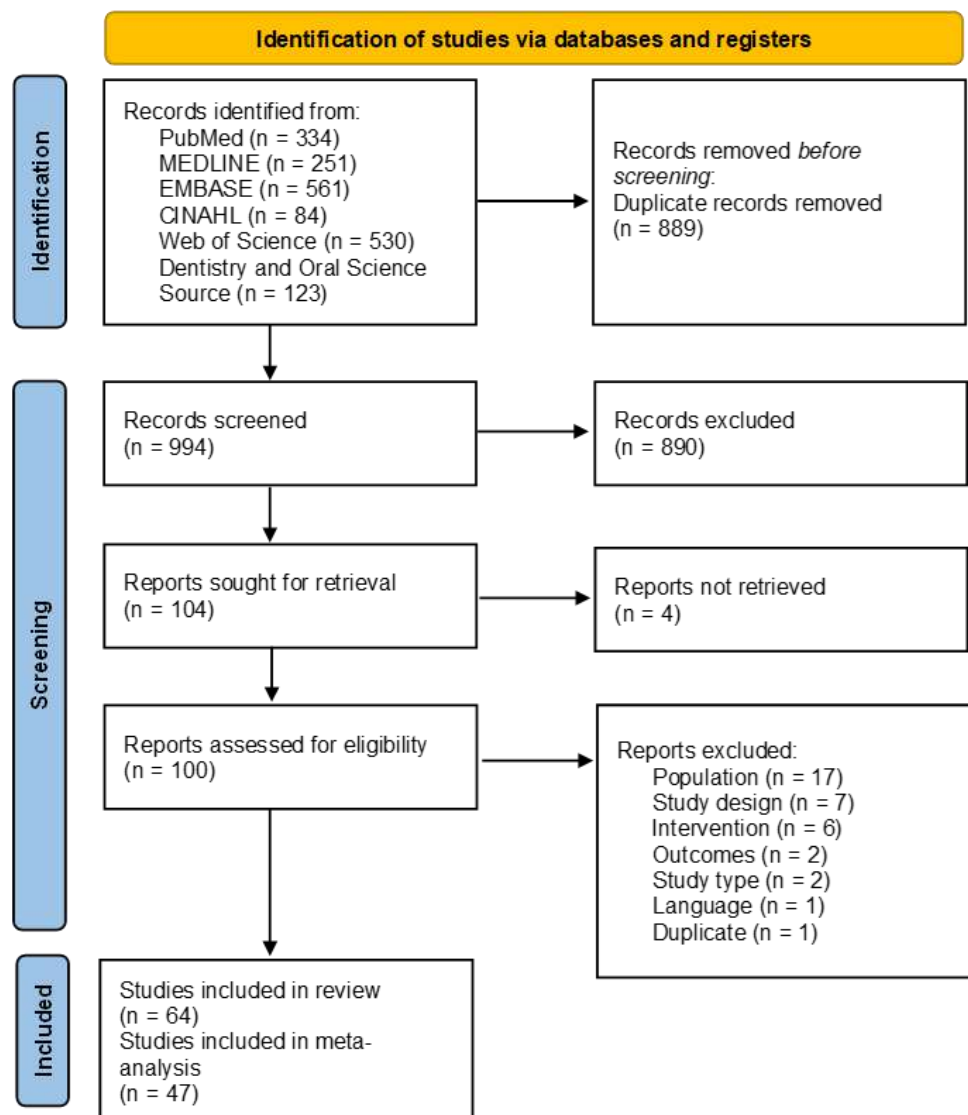 Identification of studies via databases and registers
Identification
Records identified from:
PubMed (n = 334)
MEDLINE (n = 251)
EMBASE (n = 561)
CINAHL (n = 84)
Web of Science (n = 530)
Dentistry and Oral Science
Source (n = 123)
Records removed before
screening:
Duplicate records removed
(n = 889)
Screening
Records screened
(n = 994)
Records excluded
(n = 890)
Reports sought for retrieval
(n = 104)
Reports not retrieved
(n = 4)
Reports assessed for eligibility
(n = 100)
Reports excluded:
Population (n = 17)
Study design (n = 7)
Intervention (n = 6)
Outcomes (n = 2)
Study type (n = 2)
Language (n = 1)
Duplicate (n = 1)
Included
Studies included in review
(n = 64)
Studies included in meta-
analysis
(n = 47)